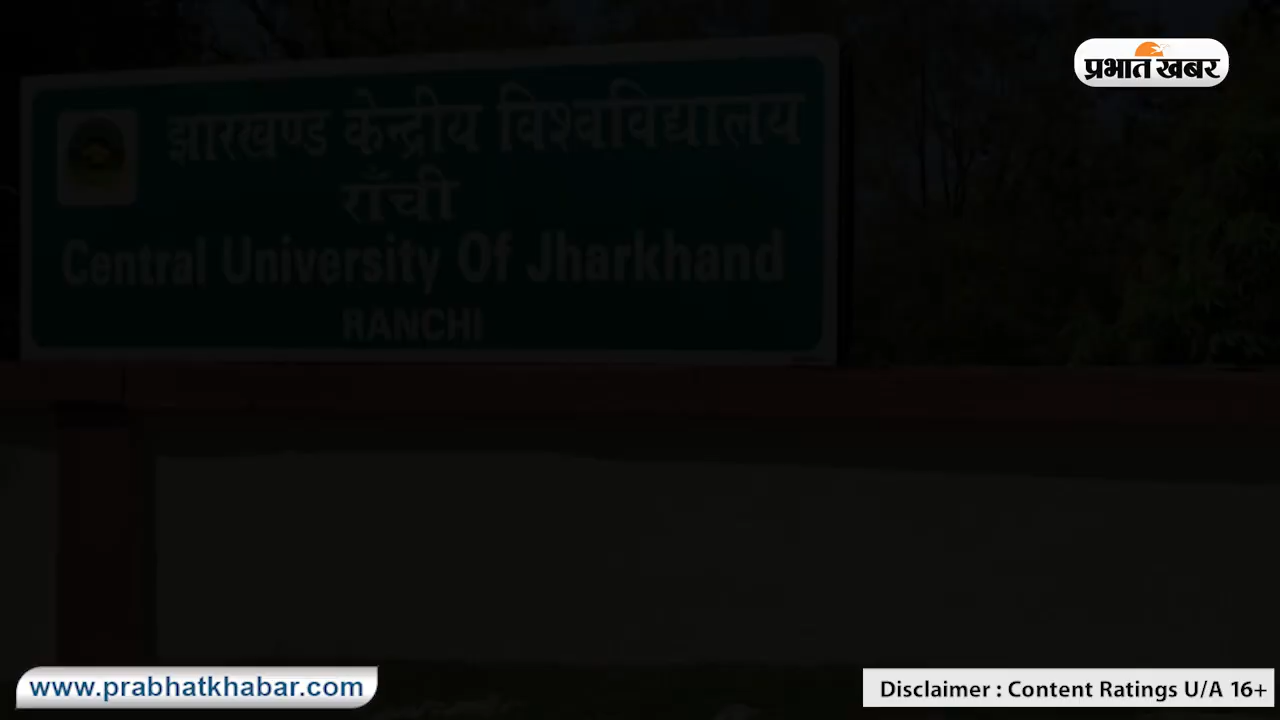 प्रभात खबर
झारखण्ड केन्द्रीय विश्वविद्यालय
राँची
Central University Of Jharkhand
RANCHI
www.prabhatkhabar.com
Disclaimer : Content Ratings U/A 16+